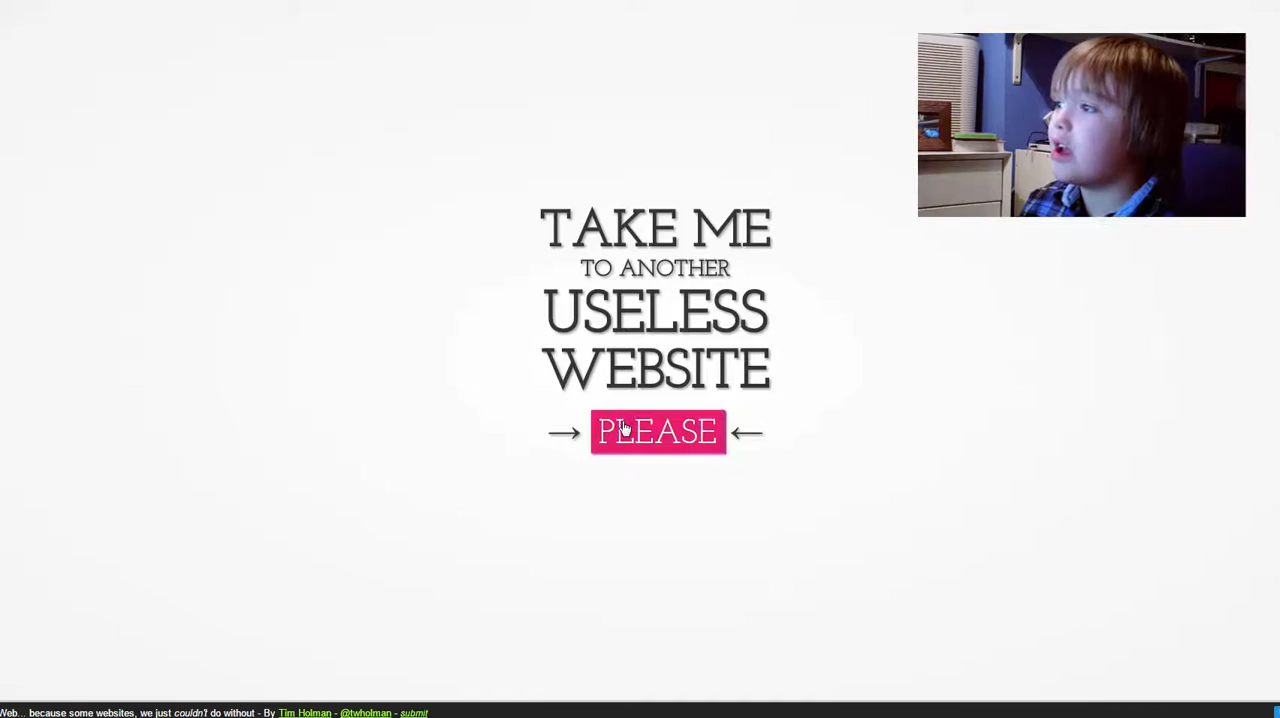 TAKE ME
TO ANOTHER
USELESS
WEBSITE
→ PLEASE ←
Web... because some websites, we just couldn't do without - By Tim Holman - @twholman - submit